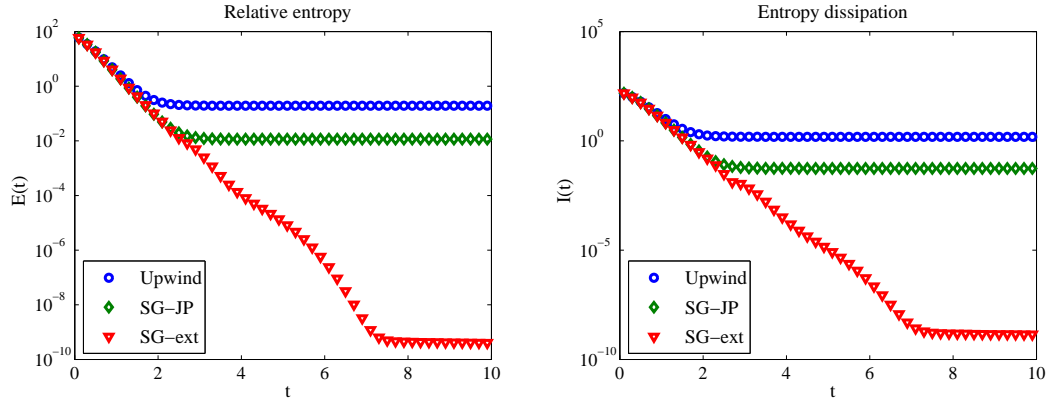 Relative entropy
10^2
10^0
10^-2
10^-4
10^-6
10^-8
10^-10
E(t)
Upwind
SG-JP
SG-ext
0 2 4 6 8 10
t
Entropy dissipation
10^5
10^0
10^-5
10^-10
I(t)
Upwind
SG-JP
SG-ext
0 2 4 6 8 10
t